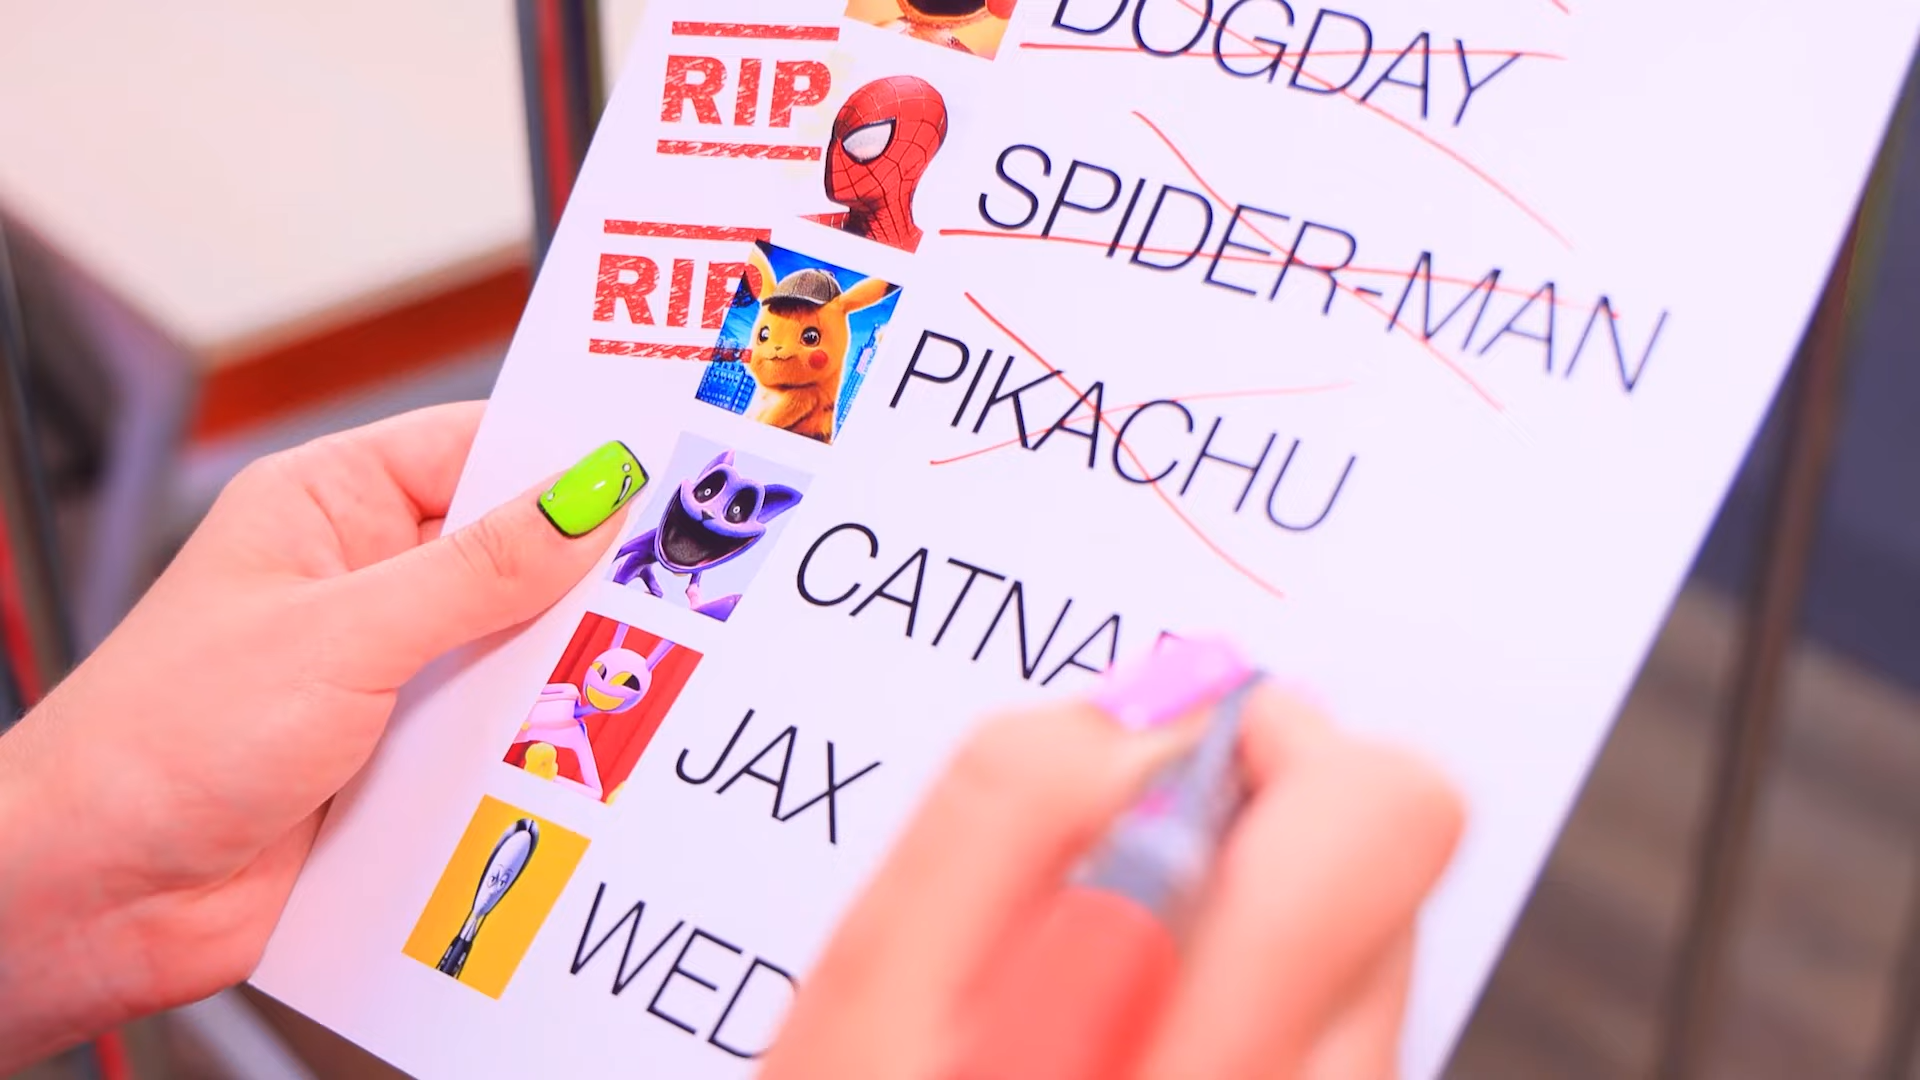 DOGDAY
RIP
SPIDER-MAN
RIP
PIKACHU
CATNA
JAX
WED